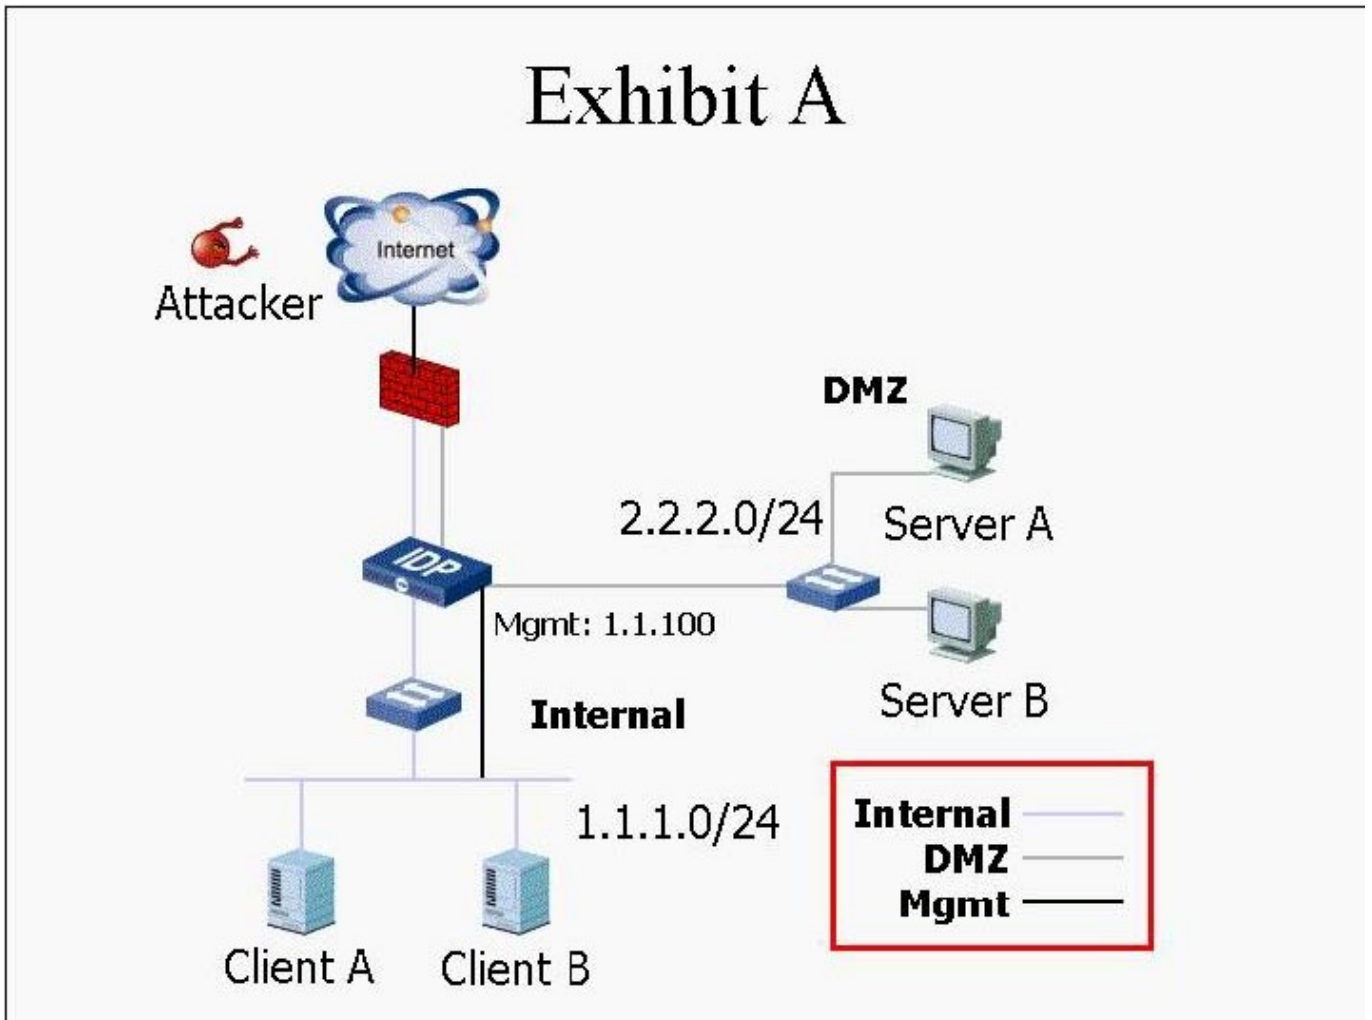 Exhibit A
Internet
Attacker
DMZ
2.2.2.0/24
Server A
IDP
Mgmt: 1.1.100
Internal
Server B
1.1.1.0/24
Internal
DMZ
Mgmt
Client A
Client B